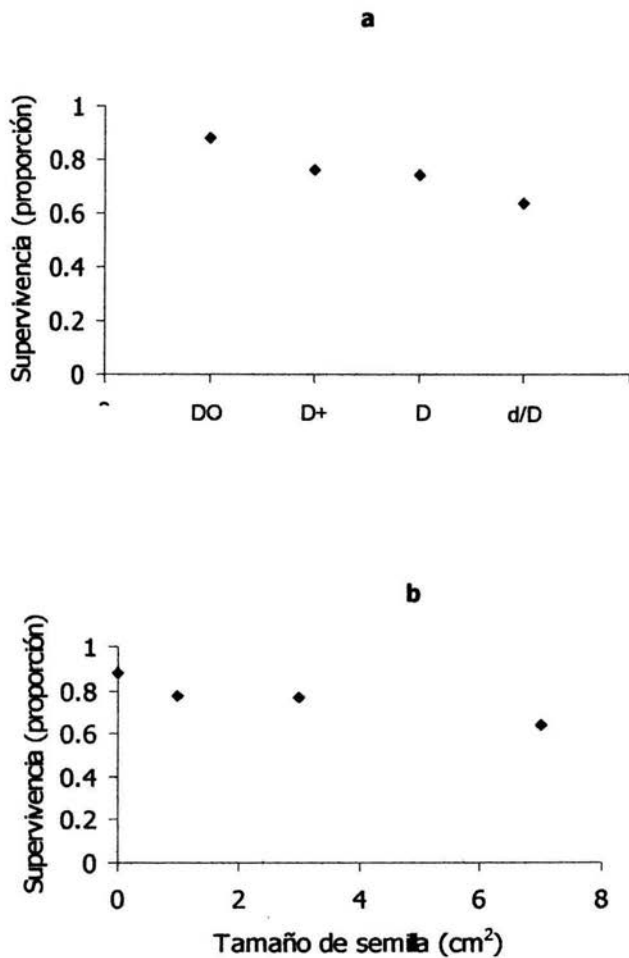 a
Supervivencia (proporción)
1
0.8
0.6
0.4
0.2
0
DO D+ D d/D
b
Supervivencia (proporción)
1
0.8
0.6
0.4
0.2
0
0 2 4 6 8
Tamaño de semilla (cm²)